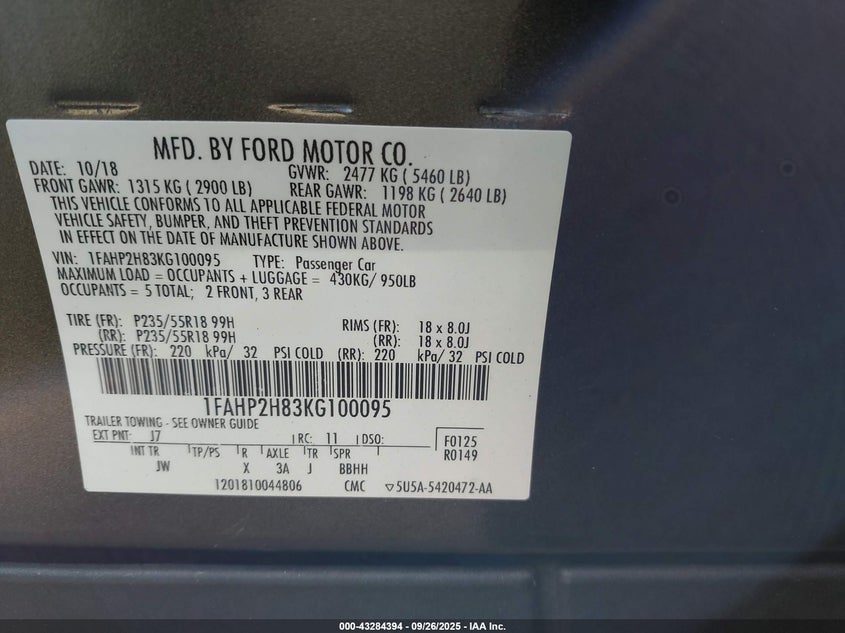 MFD. BY FORD MOTOR CO.
DATE: 10/18 GVWR: 2477 KG ( 5460 LB)
FRONT GAWR: 1315 KG ( 2900 LB) REAR GAWR: 1198 KG ( 2640 LB)
THIS VEHICLE CONFORMS TO ALL APPLICABLE FEDERAL MOTOR
VEHICLE SAFETY, BUMPER, AND THEFT PREVENTION STANDARDS
IN EFFECT ON THE DATE OF MANUFACTURE SHOWN ABOVE.
VIN: 1FAHP2H83KG100095 TYPE: Passenger Car
MAXIMUM LOAD = OCCUPANTS + LUGGAGE = 430KG/ 950LB
OCCUPANTS = 5 TOTAL; 2 FRONT, 3 REAR
TIRE (FR): P235/55R18 99H RIMS (FR): 18 x 8.0J
(RR): P235/55R18 99H (RR): 18 x 8.0J
PRESSURE (FR): 220 kPa/ 32 PSI COLD (RR): 220 kPa/ 32 PSI COLD
1FAHP2H83KG100095
TRAILER TOWING - SEE OWNER GUIDE
EXT PNT: J7 RC: 11 DSO: F0125
INT TR TP/PS R AXLE TR SPR R0149
JW X 3A J BBHH
1201810044806 CMC ▽5U5A-5420472-AA
000-43284394 - 09/26/2025 - IAA Inc.